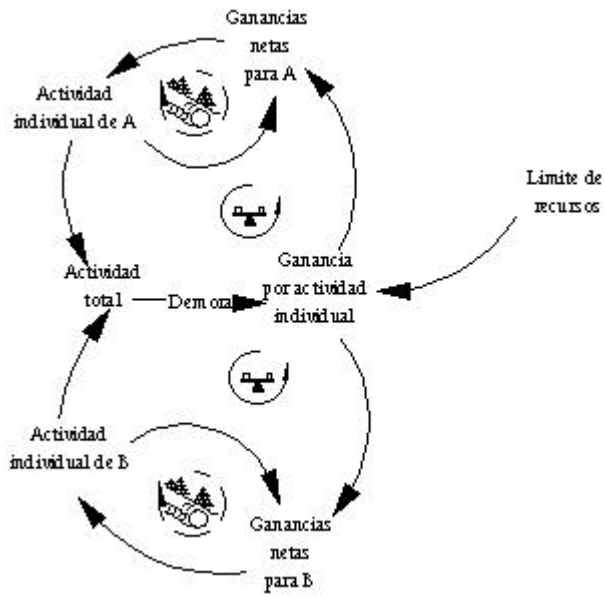 Ganancias
netas
para A
Actividad
individual de A
Límite de
recursos
Actividad
total
Demora
Ganancia
por actividad
individual
Actividad
individual de B
Ganancias
netas
para B